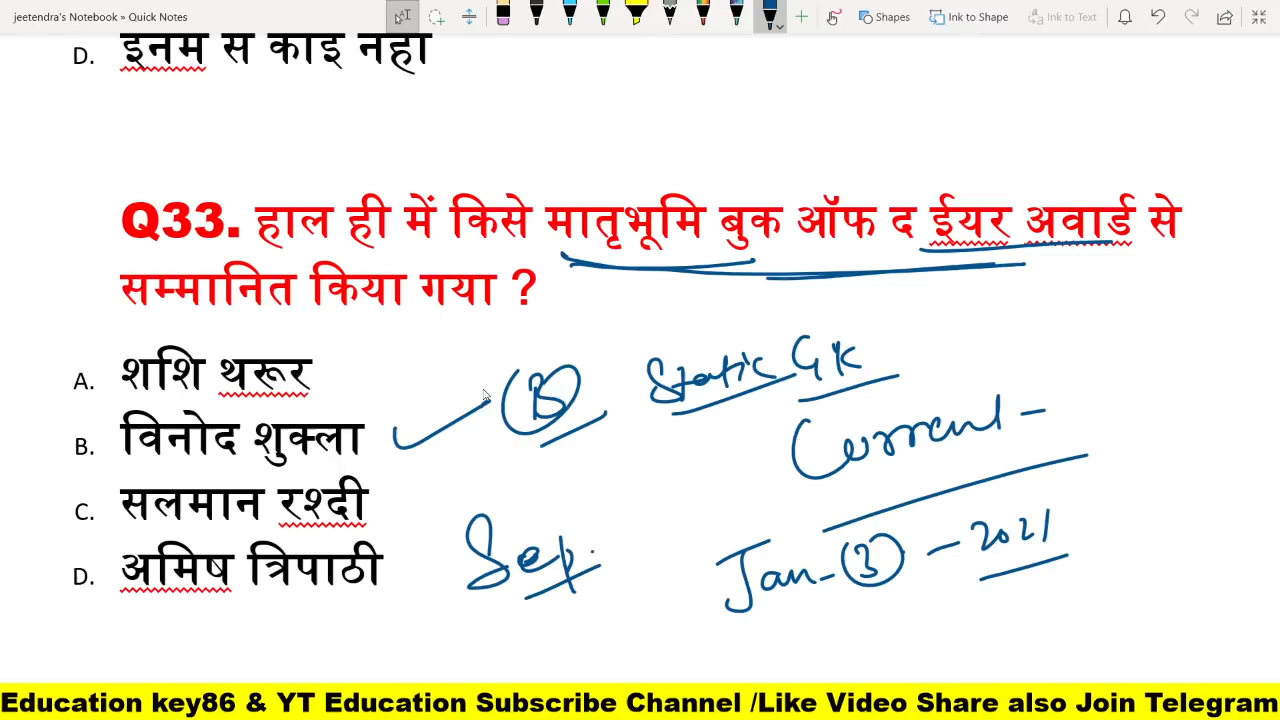 jeetendra's Notebook » Quick Notes
Shapes Ink to Shape Ink to Text
D. इनमें से कोई नहीं
Q33. हाल ही में किसे मातृभूमि बुक ऑफ द ईयर अवार्ड से
सम्मानित किया गया ?
A. शशि थरूर
B. विनोद शुक्ला
C. सलमान रश्दी
D. अमिष त्रिपाठी
B Static GK
Current -
Sep. Jan - 3 - 2021
Education key86 & YT Education Subscribe Channel /Like Video Share also Join Telegram